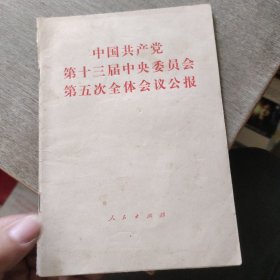 中国共产党
第十三届中央委员会
第五次全体会议公报
人民出版社